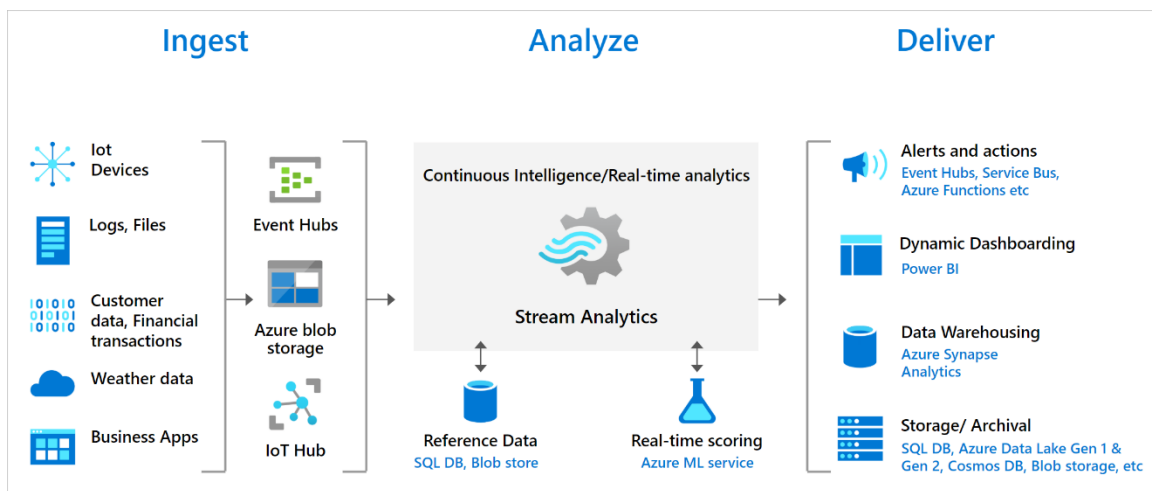 Ingest
Analyze
Deliver
Iot
Devices
Logs, Files
Customer
data, Financial
transactions
Weather data
Business Apps
Event Hubs
Azure blob
storage
IoT Hub
Continuous Intelligence/Real-time analytics
Stream Analytics
Reference Data
SQL DB, Blob store
Real-time scoring
Azure ML service
Alerts and actions
Event Hubs, Service Bus,
Azure Functions etc
Dynamic Dashboarding
Power BI
Data Warehousing
Azure Synapse
Analytics
Storage/ Archival
SQL DB, Azure Data Lake Gen 1 &
Gen 2, Cosmos DB, Blob storage, etc